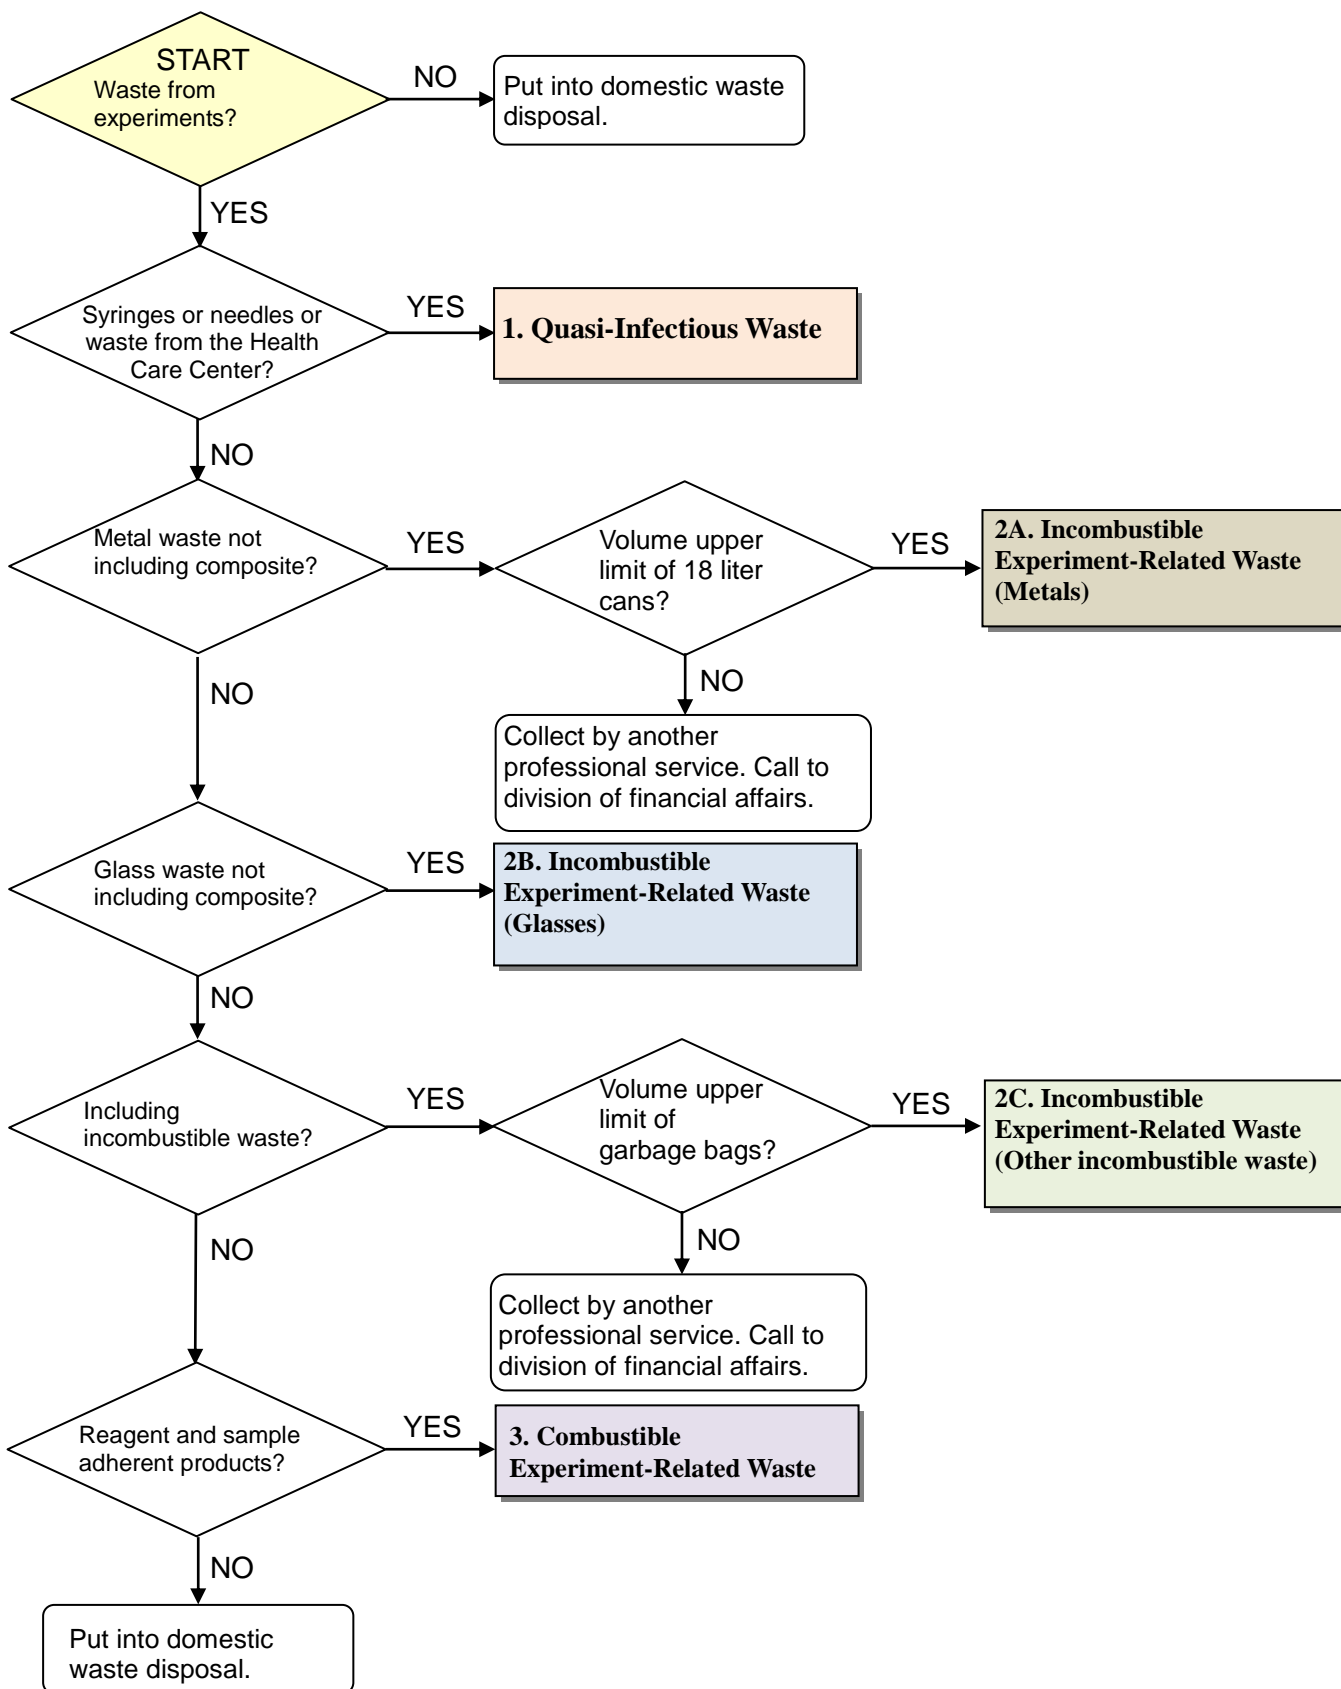 START
Waste from
experiments?
NO
Put into domestic waste
disposal.
YES
Syringes or needles or
waste from the Health
Care Center?
YES
1. Quasi-Infectious Waste
NO
Metal waste not
including composite?
YES
Volume upper
limit of 18 liter
cans?
YES
2A. Incombustible
Experiment-Related Waste
(Metals)
NO
NO
Collect by another
professional service. Call to
division of financial affairs.
Glass waste not
including composite?
YES
2B. Incombustible
Experiment-Related Waste
(Glasses)
NO
Including
incombustible waste?
YES
Volume upper
limit of
garbage bags?
YES
2C. Incombustible
Experiment-Related Waste
(Other incombustible waste)
NO
NO
Collect by another
professional service. Call to
division of financial affairs.
Reagent and sample
adherent products?
YES
3. Combustible
Experiment-Related Waste
NO
Put into domestic
waste disposal.